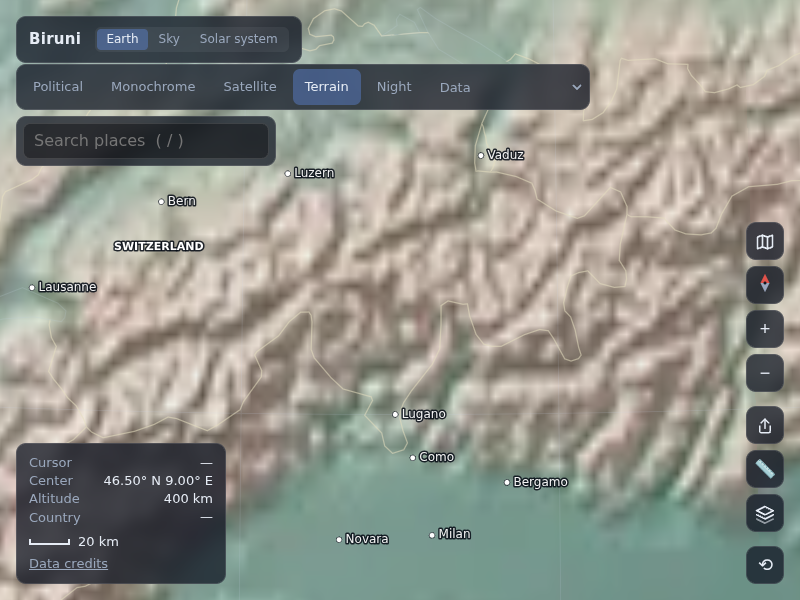 Biruni Earth Sky Solar system
Political Monochrome Satellite Terrain Night Data
Search places ( / )
Vaduz
Luzern
Bern
SWITZERLAND
Lausanne
Lugano
Como
Bergamo
Milan
Novara
Cursor —
Center 46.50° N 9.00° E
Altitude 400 km
Country —
20 km
Data credits